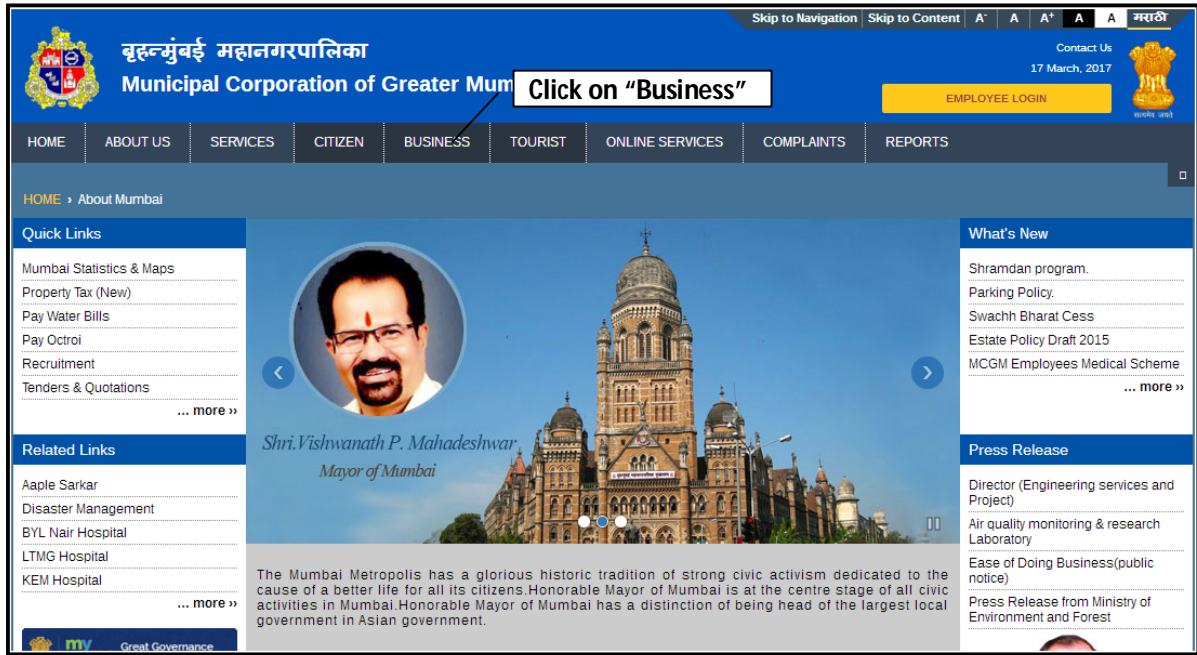 Skip to Navigation Skip to Content A- A A+ A A मराठी
बृहन्मुंबई महानगरपालिका
Municipal Corporation of Greater Mum
Click on “Business”
Contact Us
17 March, 2017
EMPLOYEE LOGIN
सत्यमेव जयते
HOME ABOUT US SERVICES CITIZEN BUSINESS TOURIST ONLINE SERVICES COMPLAINTS REPORTS
HOME › About Mumbai
Quick Links
Mumbai Statistics & Maps
Property Tax (New)
Pay Water Bills
Pay Octroi
Recruitment
Tenders & Quotations
... more ››
Related Links
Aaple Sarkar
Disaster Management
BYL Nair Hospital
LTMG Hospital
KEM Hospital
... more ››
my Great Governance
Shri.Vishwanath P. Mahadeshwar
Mayor of Mumbai
The Mumbai Metropolis has a glorious historic tradition of strong civic activism dedicated to the
cause of a better life for all its citizens.Honorable Mayor of Mumbai is at the centre stage of all civic
activities in Mumbai.Honorable Mayor of Mumbai has a distinction of being head of the largest local
government in Asian government.
What's New
Shramdan program.
Parking Policy.
Swachh Bharat Cess
Estate Policy Draft 2015
MCGM Employees Medical Scheme
... more ››
Press Release
Director (Engineering services and
Project)
Air quality monitoring & research
Laboratory
Ease of Doing Business(public
notice)
Press Release from Ministry of
Environment and Forest